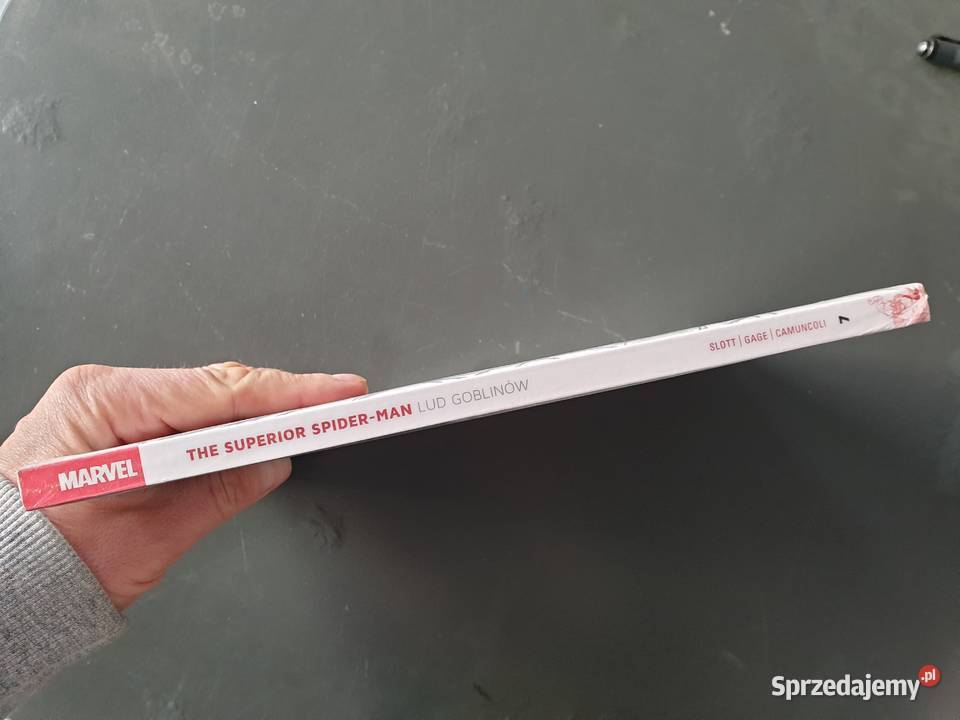 MARVEL THE SUPERIOR SPIDER-MAN LUD GOBLINÓW SLOTT | GAGE | CAMUNCOLI 7
Sprzedajemy.pl